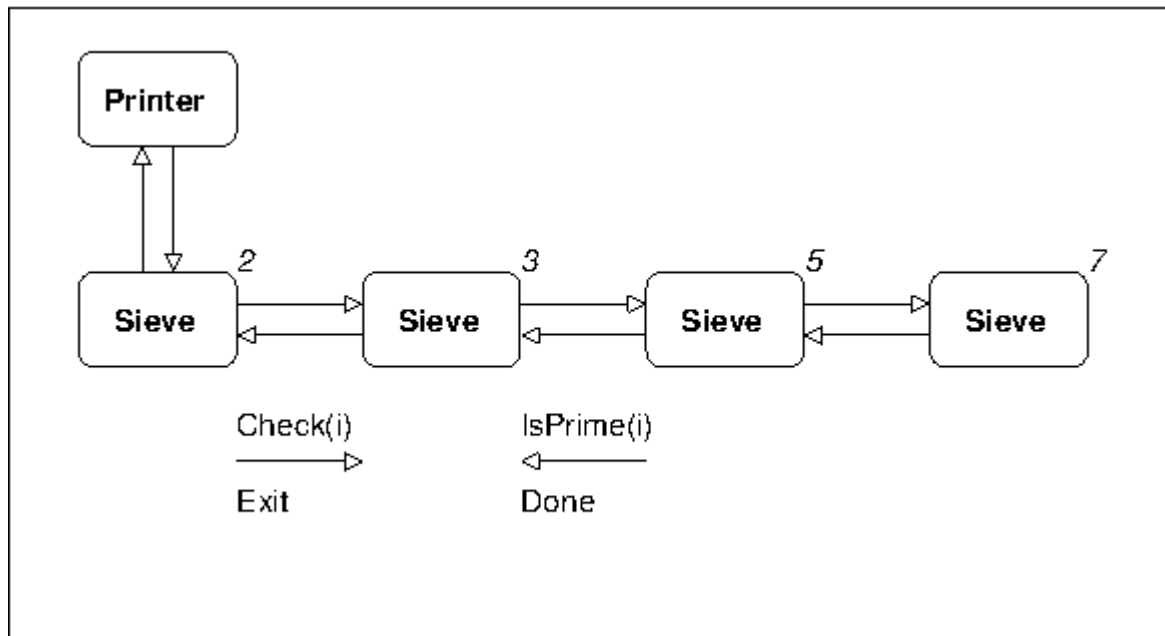 Printer
2 3 5 7
Sieve Sieve Sieve Sieve
Check(i) IsPrime(i)
Exit Done